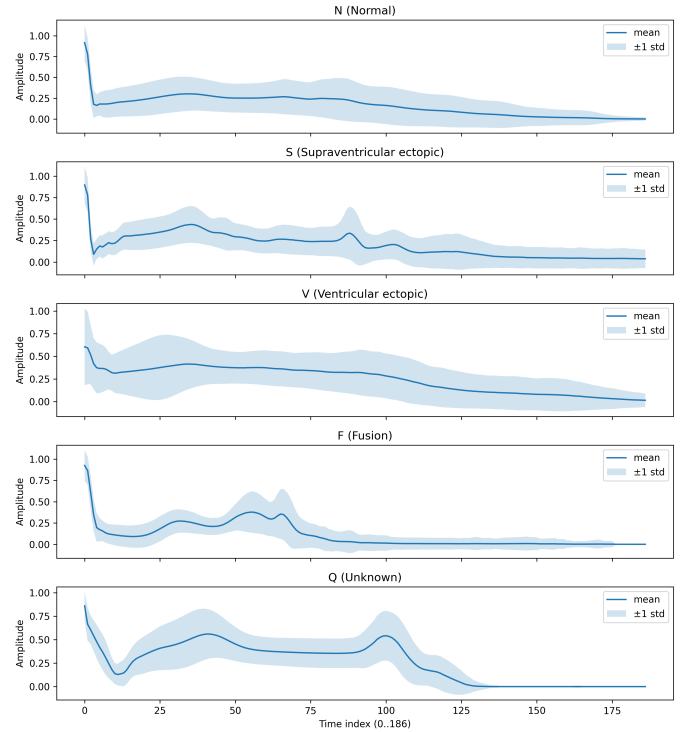 N (Normal)
1.00
0.75
0.50
0.25
0.00
Amplitude
mean
±1 std
S (Supraventricular ectopic)
1.00
0.75
0.50
0.25
0.00
Amplitude
mean
±1 std
V (Ventricular ectopic)
1.00
0.75
0.50
0.25
0.00
Amplitude
mean
±1 std
F (Fusion)
1.00
0.75
0.50
0.25
0.00
Amplitude
mean
±1 std
Q (Unknown)
1.00
0.75
0.50
0.25
0.00
Amplitude
mean
±1 std
0 25 50 75 100 125 150 175
Time index (0..186)